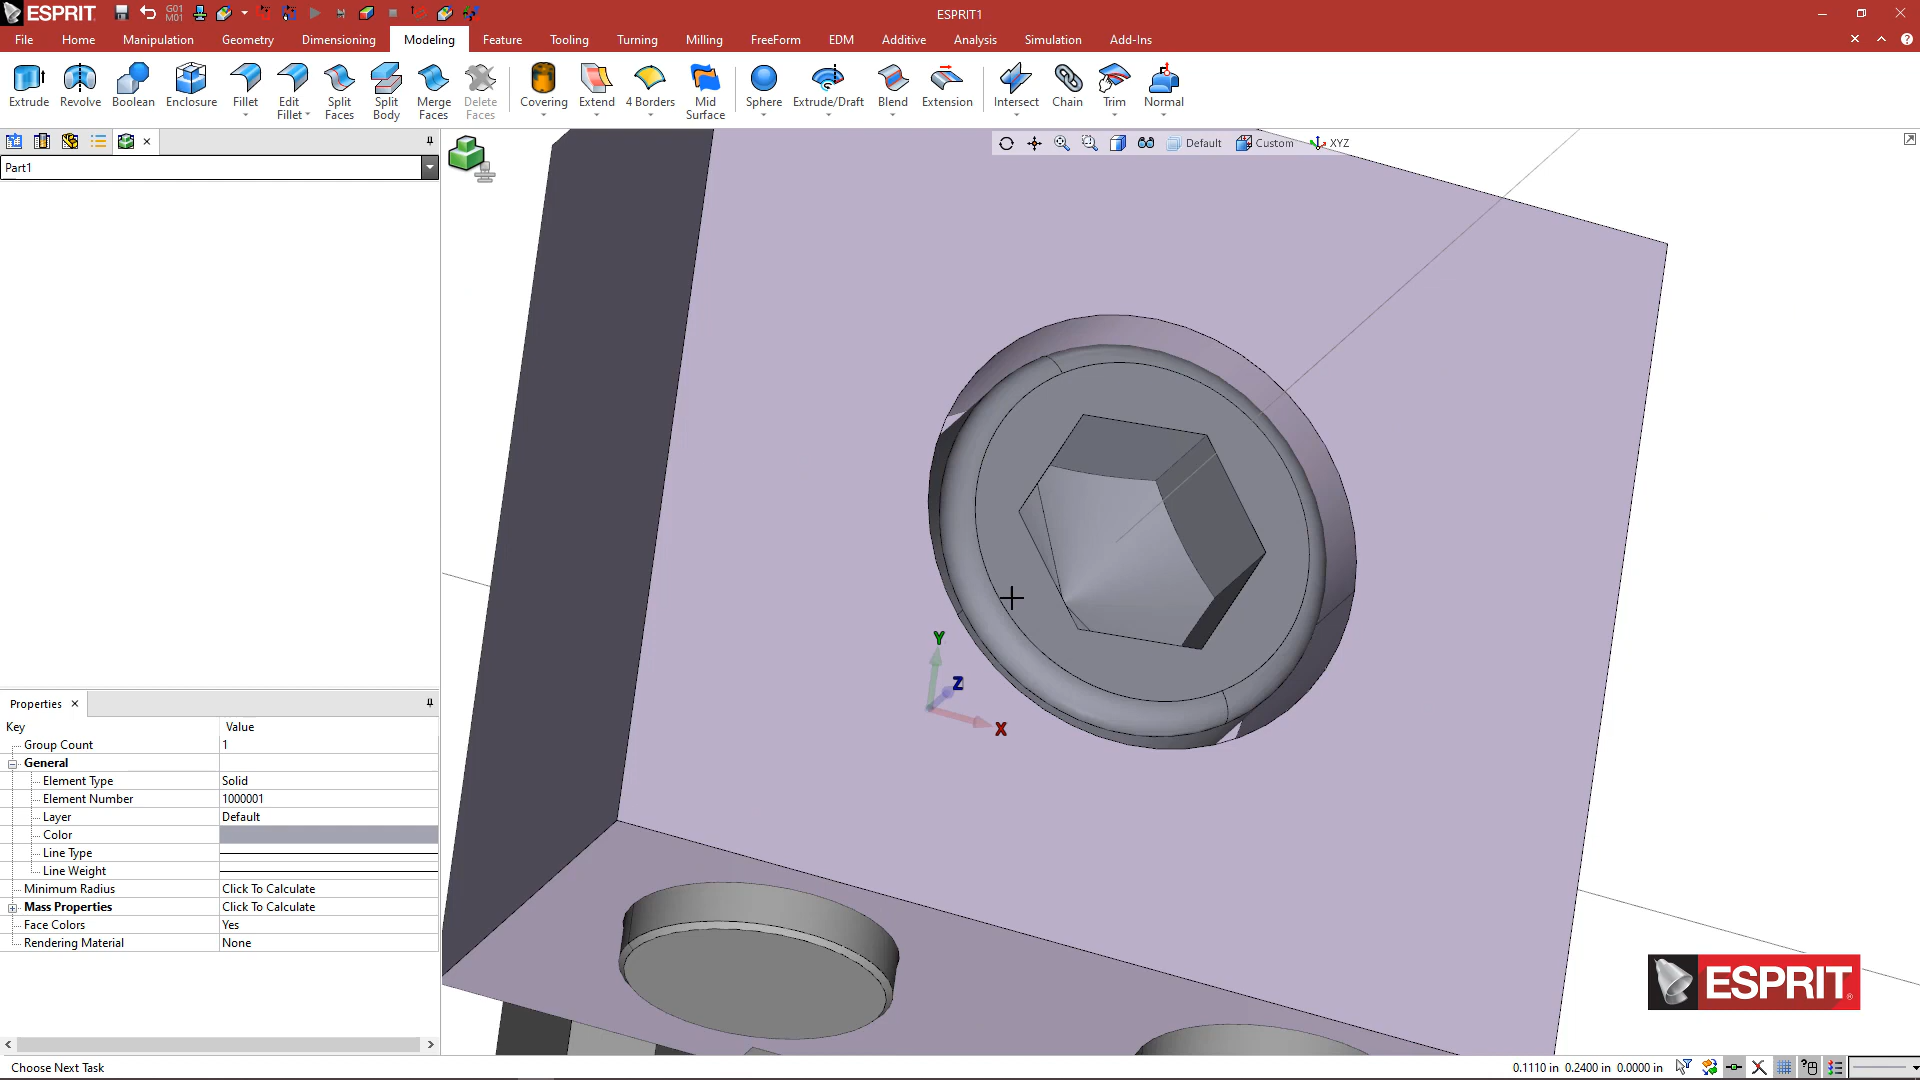 ESPRIT
G01
M01
ESPRIT1
File Home Manipulation Geometry Dimensioning Modeling Feature Tooling Turning Milling FreeForm EDM Additive Analysis Simulation Add-Ins
Extrude Revolve Boolean Enclosure Fillet Edit Fillet Split Faces Split Body Merge Faces Delete Faces Covering Extend 4 Borders Mid Surface Sphere Extrude/Draft Blend Extension Intersect Chain Trim Normal
Default Custom XYZ
Part1
Y
Z
X
Properties
Key Value
Group Count 1
General
Element Type Solid
Element Number 1000001
Layer Default
Color
Line Type
Line Weight
Minimum Radius Click To Calculate
Mass Properties Click To Calculate
Face Colors Yes
Rendering Material None
ESPRIT
Choose Next Task
0.1110 in 0.2400 in 0.0000 in